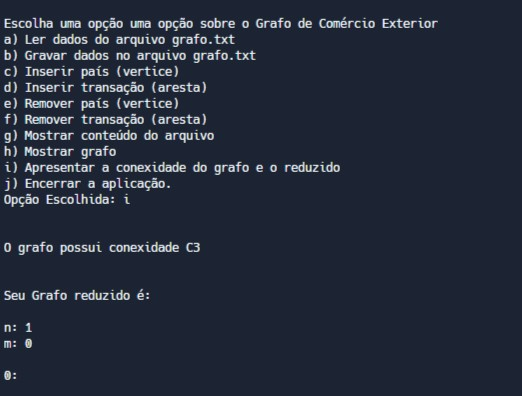 Escolha uma opção uma opção sobre o Grafo de Comércio Exterior
a) Ler dados do arquivo grafo.txt
b) Gravar dados no arquivo grafo.txt
c) Inserir país (vertice)
d) Inserir transação (aresta)
e) Remover país (vertice)
f) Remover transação (aresta)
g) Mostrar conteúdo do arquivo
h) Mostrar grafo
i) Apresentar a conexidade do grafo e o reduzido
j) Encerrar a aplicação.
Opção Escolhida: i
O grafo possui conexidade C3
Seu Grafo reduzido é:
n: 1
m: 0
0: